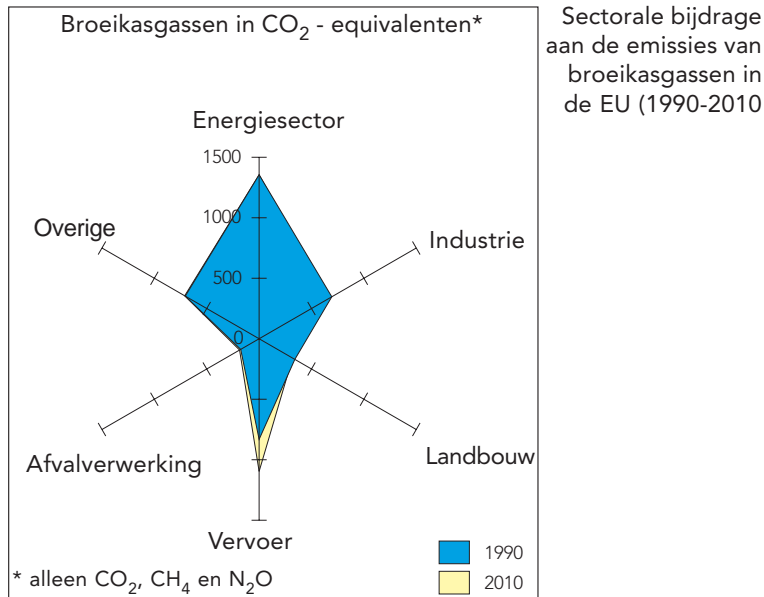 Broeikasgassen in CO₂ - equivalenten*
Sectorale bijdrage
aan de emissies van
broeikasgassen in
de EU (1990-2010
Energiesector
1500
Overige
1000
Industrie
500
0
Afvalverwerking
Landbouw
Vervoer
1990
2010
* alleen CO₂, CH₄ en N₂O